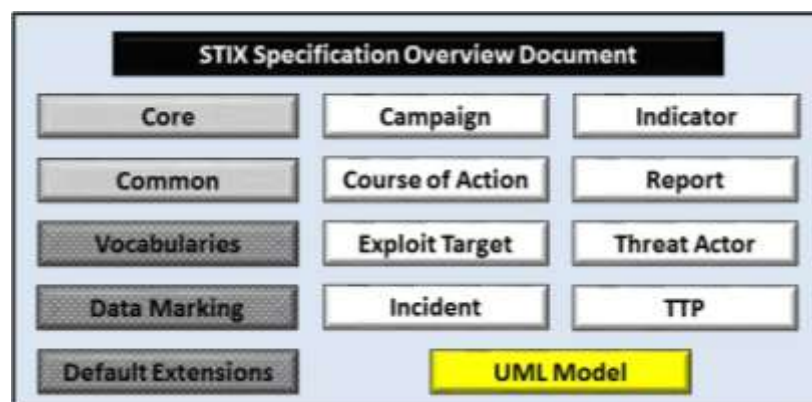 STIX Specification Overview Document
Core Campaign Indicator
Common Course of Action Report
Vocabularies Exploit Target Threat Actor
Data Marking Incident TTP
Default Extensions UML Model